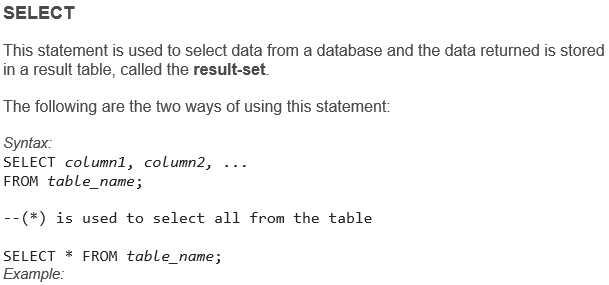 SELECT
This statement is used to select data from a database and the data returned is stored
in a result table, called the result-set.
The following are the two ways of using this statement:
Syntax:
SELECT column1, column2, ...
FROM table_name;
--(*) is used to select all from the table
SELECT * FROM table_name;
Example: